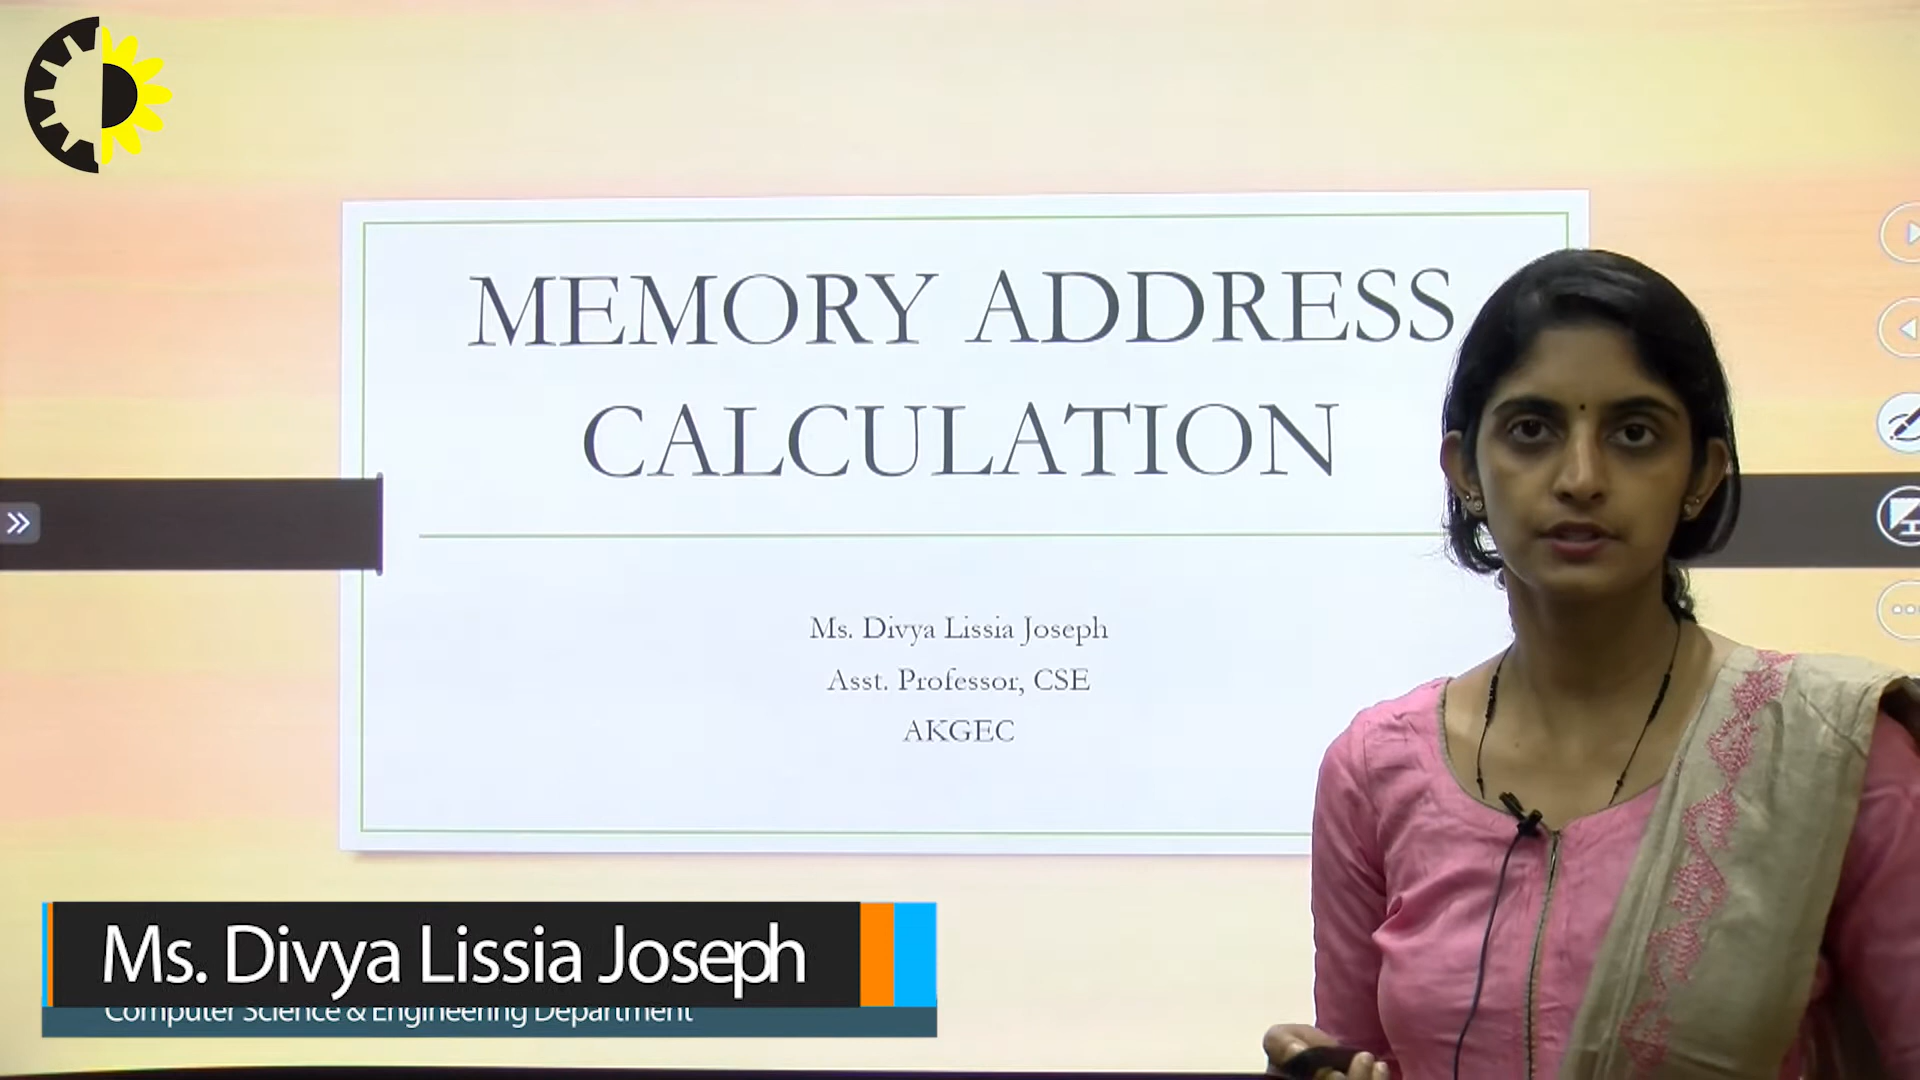 MEMORY ADDRESS
CALCULATION
Ms. Divya Lissia Joseph
Asst. Professor, CSE
AKGEC
Ms. Divya Lissia Joseph
Computer Science & Engineering Department